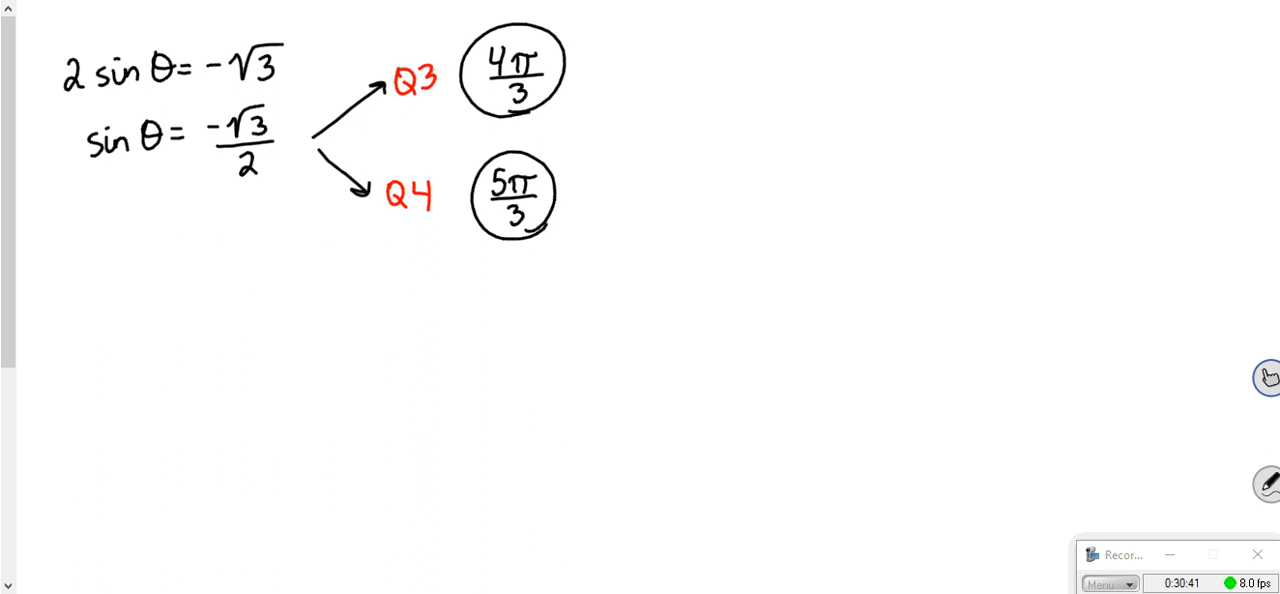 2 sin θ = -√3
sin θ = -√3/2
Q3 4π/3
Q4 5π/3
Recor...
Menu 0:30:41 8.0 fps